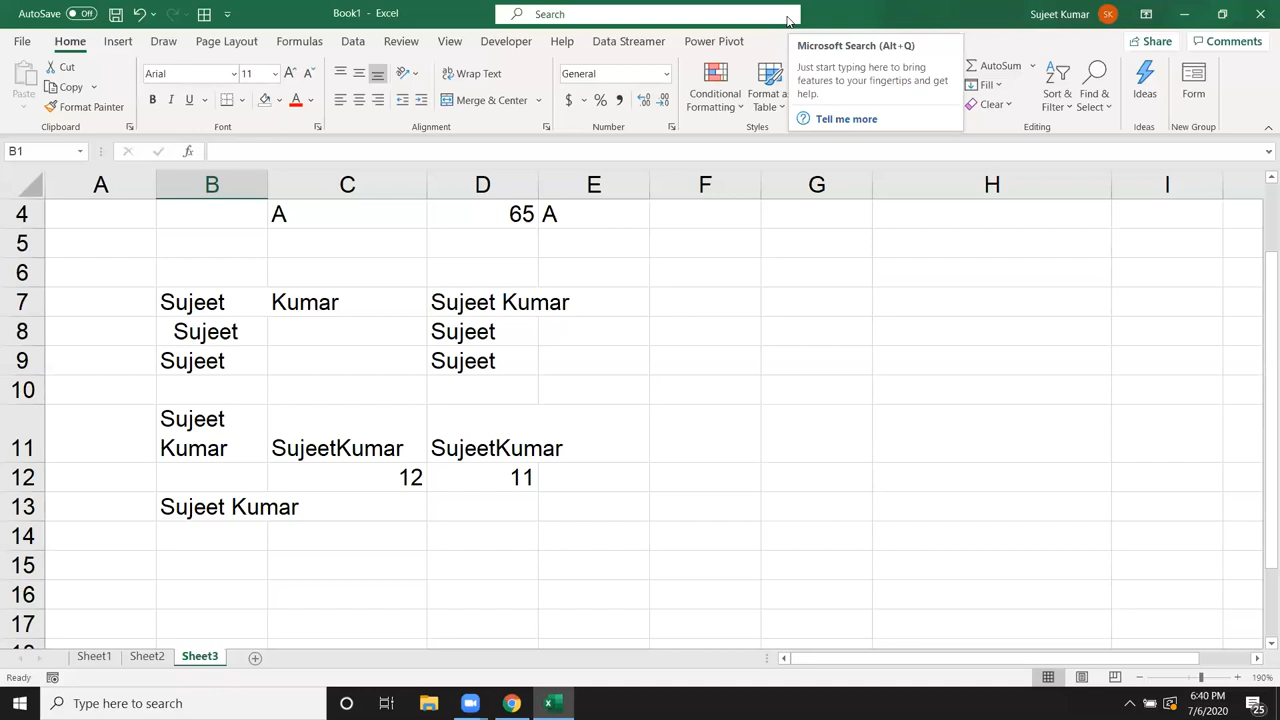 AutoSave Off Book1 - Excel Search Sujeet Kumar SK
File Home Insert Draw Page Layout Formulas Data Review View Developer Help Data Streamer Power Pivot Share Comments
Microsoft Search (Alt+Q)
Just start typing here to bring
features to your fingertips and get
help.
Tell me more
Paste Cut Copy Format Painter Clipboard
Arial 11 B I U A Font
Wrap Text Merge & Center Alignment
General $ % , Number
Conditional
Formatting
Format a
Table
Styles
AutoSum Fill Clear
Sort &
Filter
Find &
Select
Editing
Ideas
Ideas
Form
New Group
B1 fx
A B C D E F G H I
4 A 65 A
5
6
7 Sujeet Kumar Sujeet Kumar
8 Sujeet Sujeet
9 Sujeet Sujeet
10
Sujeet
11 Kumar SujeetKumar SujeetKumar
12 12 11
13 Sujeet Kumar
14
15
16
17
Sheet1 Sheet2 Sheet3
Ready 190%
Type here to search 6:40 PM
7/6/2020 25